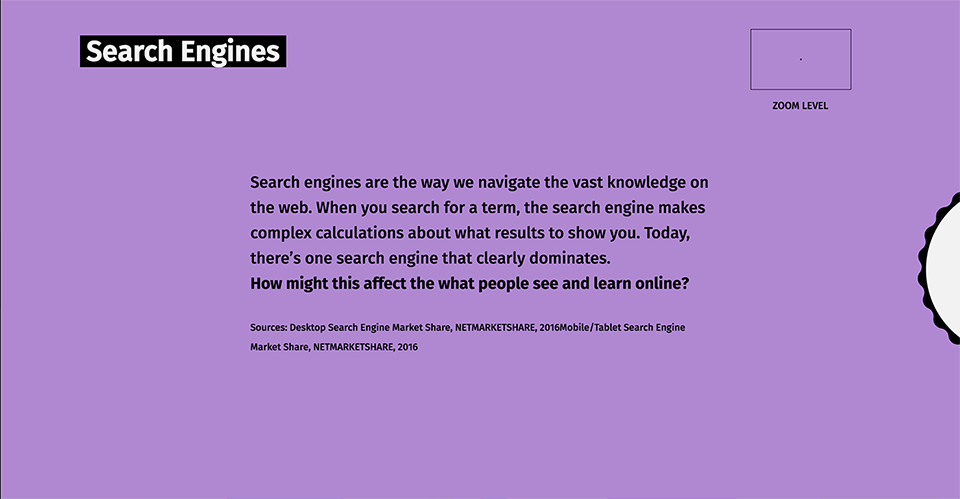 Search Engines
ZOOM LEVEL
Search engines are the way we navigate the vast knowledge on
the web. When you search for a term, the search engine makes
complex calculations about what results to show you. Today,
there’s one search engine that clearly dominates.
How might this affect the what people see and learn online?
Sources: Desktop Search Engine Market Share, NETMARKETSHARE, 2016Mobile/Tablet Search Engine
Market Share, NETMARKETSHARE, 2016